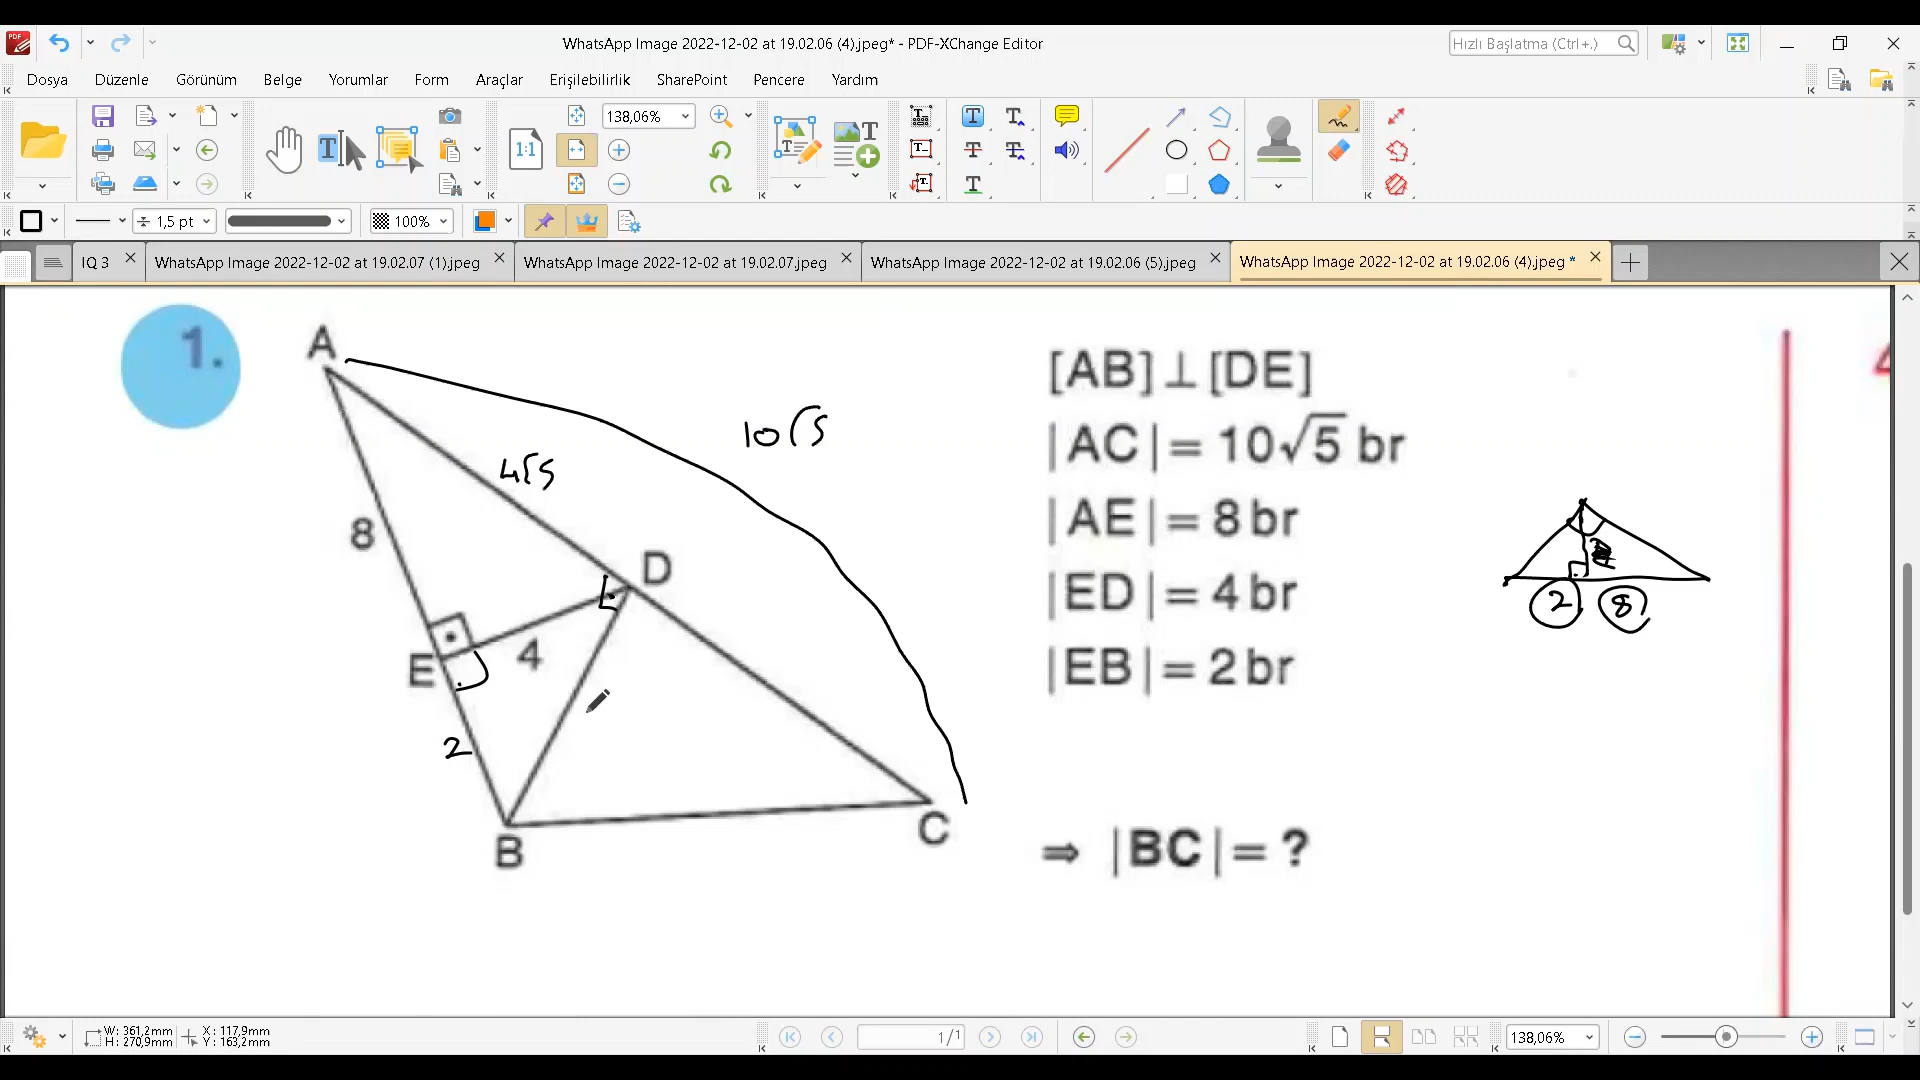 WhatsApp Image 2022-12-02 at 19.02.06 (4).jpeg* - PDF-XChange Editor
Hızlı Başlatma (Ctrl+.)
Dosya Düzenle Görünüm Belge Yorumlar Form Araçlar Erişilebilirlik SharePoint Pencere Yardım
138,06%
1:1
1,5 pt
100%
IQ 3
WhatsApp Image 2022-12-02 at 19.02.07 (1).jpeg
WhatsApp Image 2022-12-02 at 19.02.07.jpeg
WhatsApp Image 2022-12-02 at 19.02.06 (5).jpeg
WhatsApp Image 2022-12-02 at 19.02.06 (4).jpeg *
1.
A
10√5
4√5
8
D
E
4
2
B
C
[AB]⊥[DE]
|AC|= 10√5 br
|AE|= 8 br
|ED|= 4 br
|EB|= 2 br
⇒ |BC|= ?
2 8
W: 361,2mm
H: 270,9mm
X: 117,9mm
Y: 163,2mm
1/1
138,06%